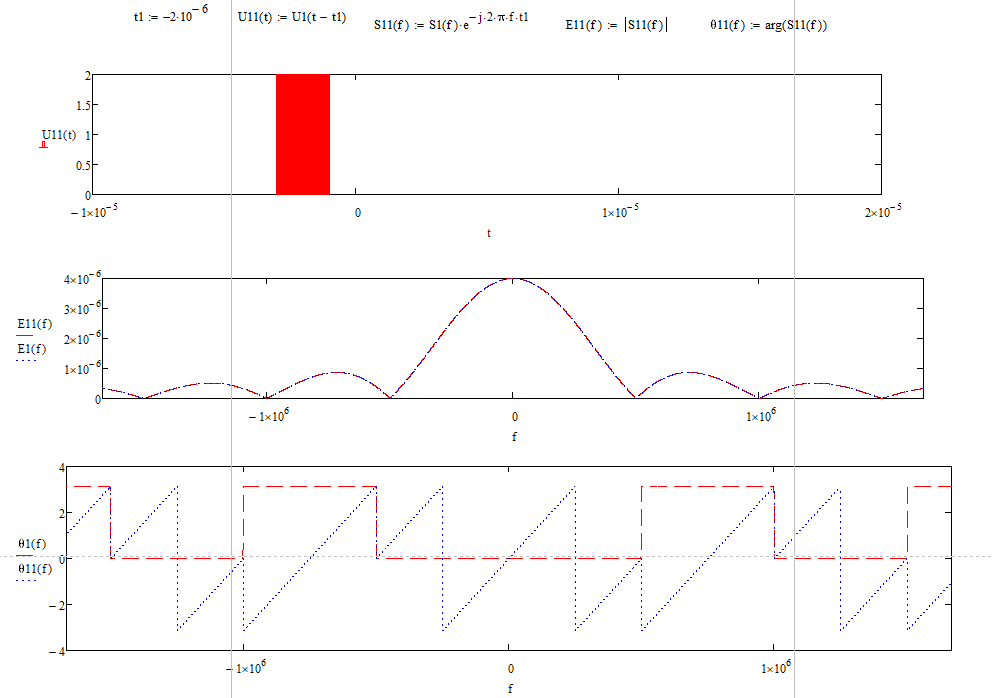 t1 := −2·10^−6 U11(t) := U1(t − t1) S11(f) := S1(f)·e^−j·2·π·f·t1 E11(f) := |S11(f)| θ11(f) := arg(S11(f))
2
1.5
U11(t) 1
0.5
0
−1×10^−5 0 1×10^−5 2×10^−5
t
4×10^−6
3×10^−6
E11(f)
2×10^−6
E1(f)
1×10^−6
0
−1×10^6 0 1×10^6
f
4
2
θ1(f)
0
θ11(f)
−2
−4
−1×10^6 0 1×10^6
f